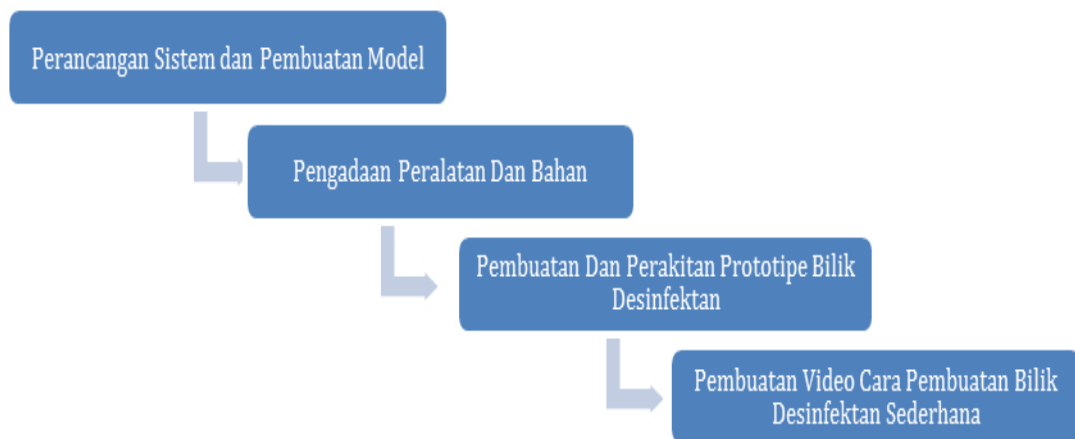 Perancangan Sistem dan Pembuatan Model
Pengadaan Peralatan Dan Bahan
Pembuatan Dan Perakitan Prototipe Bilik
Desinfektan
Pembuatan Video Cara Pembuatan Bilik
Desinfektan Sederhana